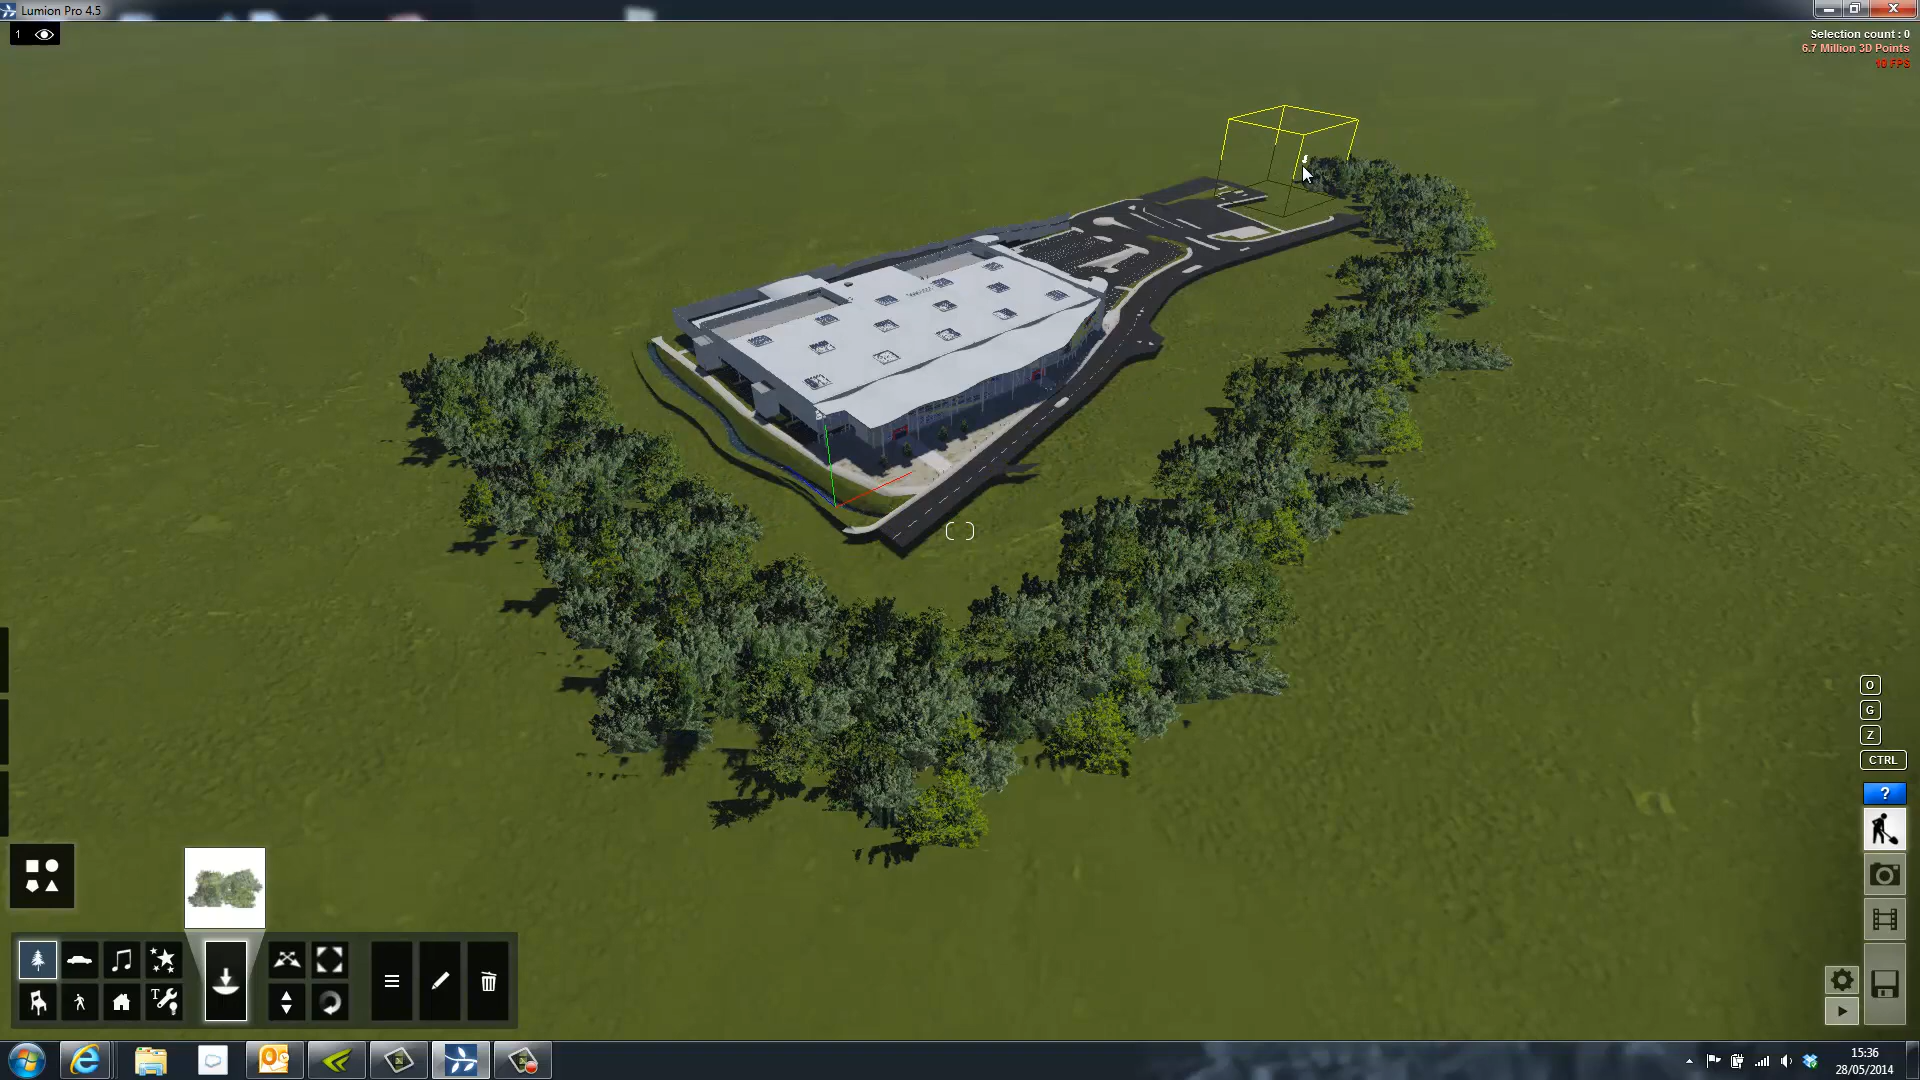 Lumion Pro 4.5
1
Selection count : 0
6.7 Million 3D Points
10 FPS
O
G
Z
CTRL
?
T
15:36
28/05/2014